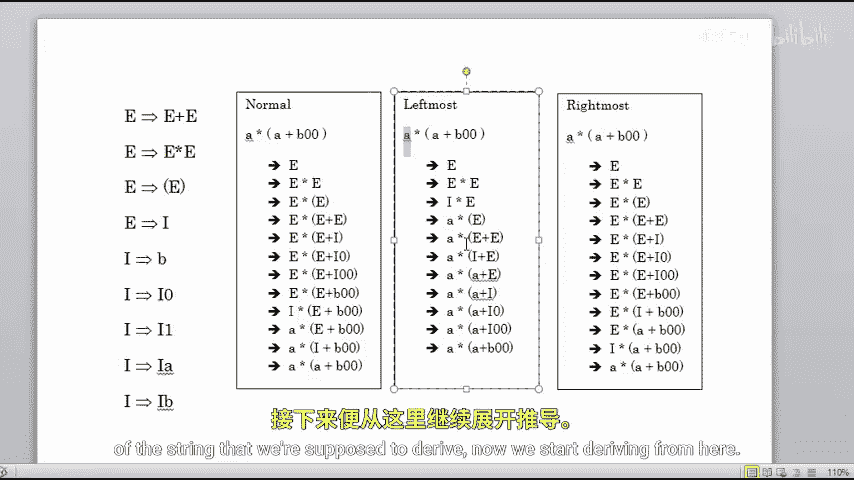 bilibili
E ⇒ E+E
E ⇒ E*E
E ⇒ (E)
E ⇒ I
I ⇒ b
I ⇒ I0
I ⇒ I1
I ⇒ Ia
I ⇒ Ib
Normal
a * ( a + b00 )
➔ E
➔ E * E
➔ E * (E)
➔ E * (E+E)
➔ E * (E+I)
➔ E * (E+I0)
➔ E * (E+I00)
➔ E * (E+b00)
➔ I * (E + b00)
➔ a * (E + b00)
➔ a * (I + b00)
➔ a * (a + b00)
Leftmost
a * ( a + b00 )
➔ E
➔ E * E
➔ I * E
➔ a * (E)
➔ a * (E+E)
➔ a * (I+E)
➔ a * (a+E)
➔ a * (a+I)
➔ a * (a+I0)
➔ a * (a+I00)
➔ a * (a+b00)
Rightmost
a * ( a + b00 )
➔ E
➔ E * E
➔ E * (E)
➔ E * (E+E)
➔ E * (E+I)
➔ E * (E+I0)
➔ E * (E+I00)
➔ E * (E+b00)
➔ E * (I + b00)
➔ E * (a + b00)
➔ I * (a + b00)
➔ a * (a + b00)
接下来便从这里继续展开推导。
of the string that we're supposed to derive, now we start deriving from here.
110%